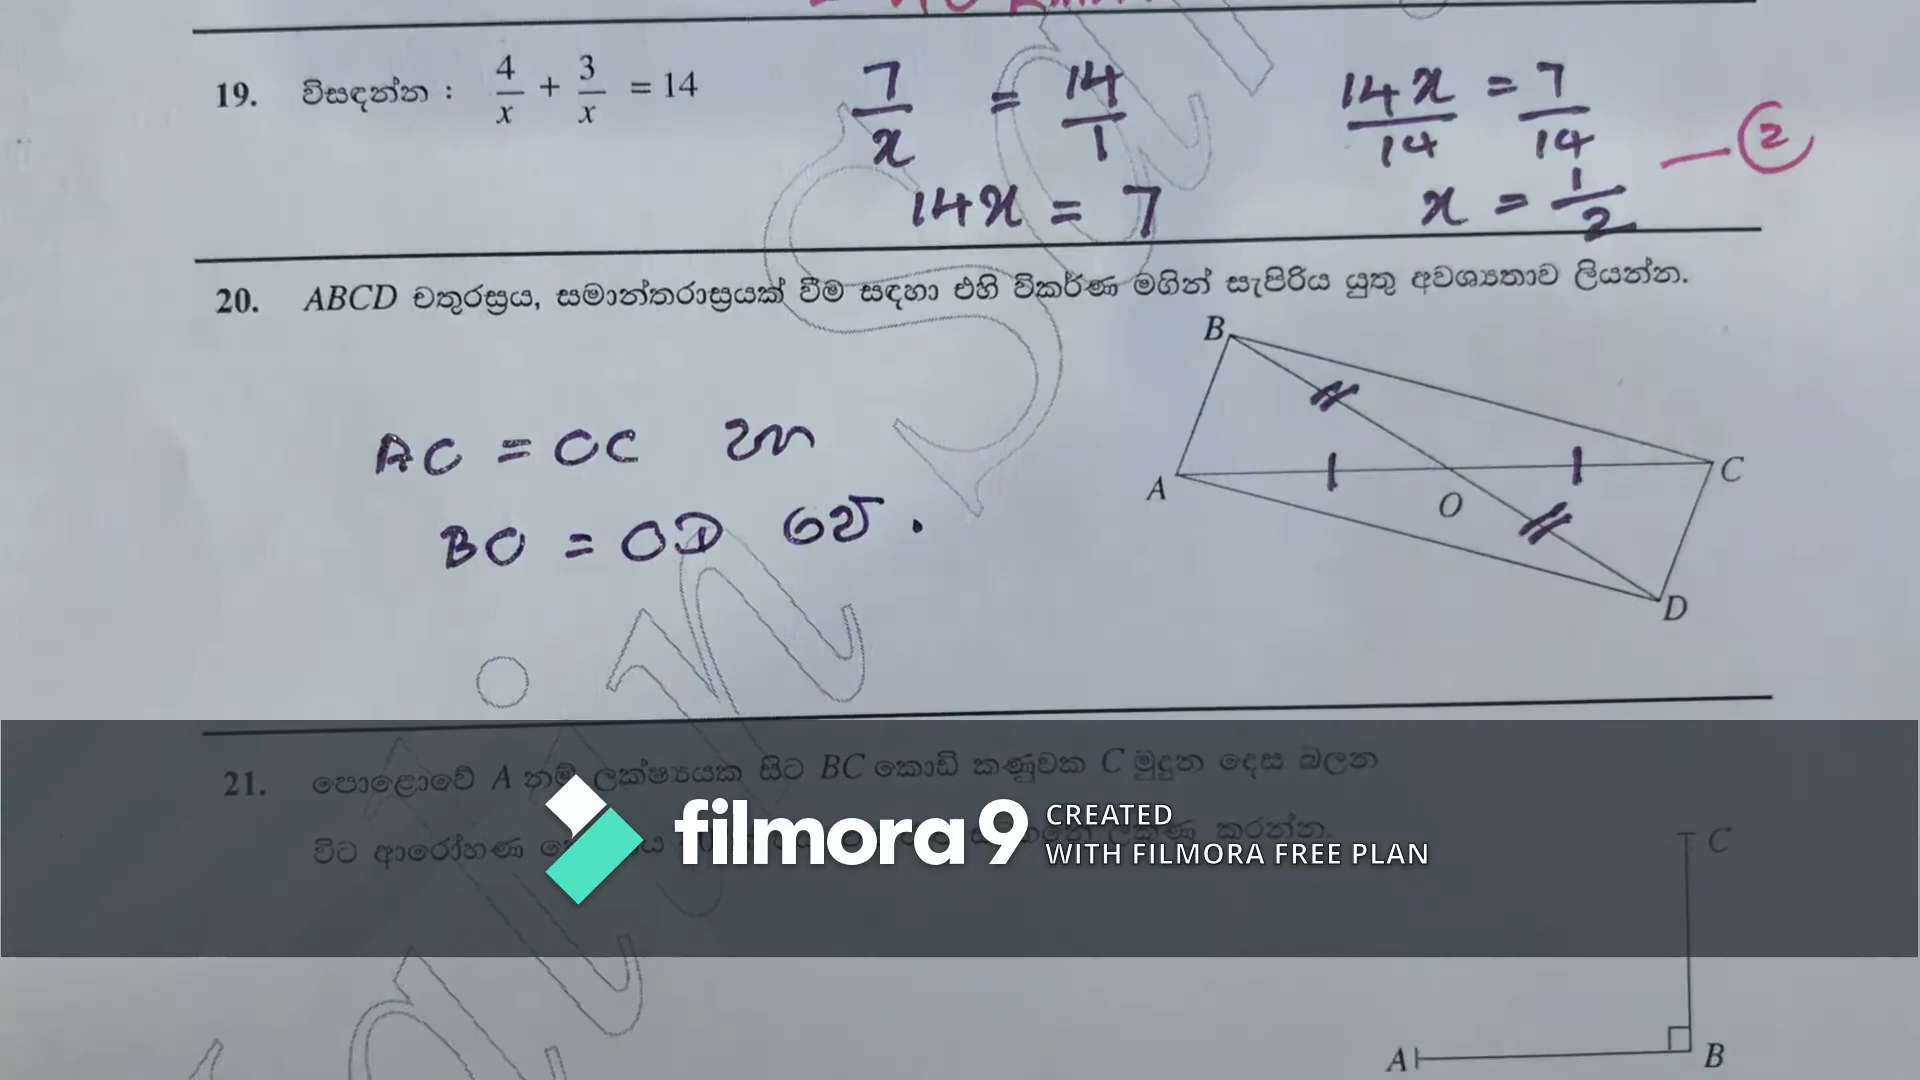 19. විසඳන්න : 4/x + 3/x = 14
7/x = 14/1
14x = 7
14x/14 = 7/14
x = 1/2
2
20. ABCD චතුරස්‍රය, සමාන්තරාස්‍රයක් වීම සඳහා එහි විකර්ණ මගින් සැපිරිය යුතු අවශ්‍යතාව ලියන්න.
AO = OC හා
BO = OD වේ .
B
A
O
C
D
21. පොළොවේ A නම් ලක්ෂ්‍යයක සිට BC කොඩි කණුවක C මුදුන දෙස බලන
විට ආරෝහණ කරන්න.
filmora9 CREATED
WITH FILMORA FREE PLAN
C
A
B